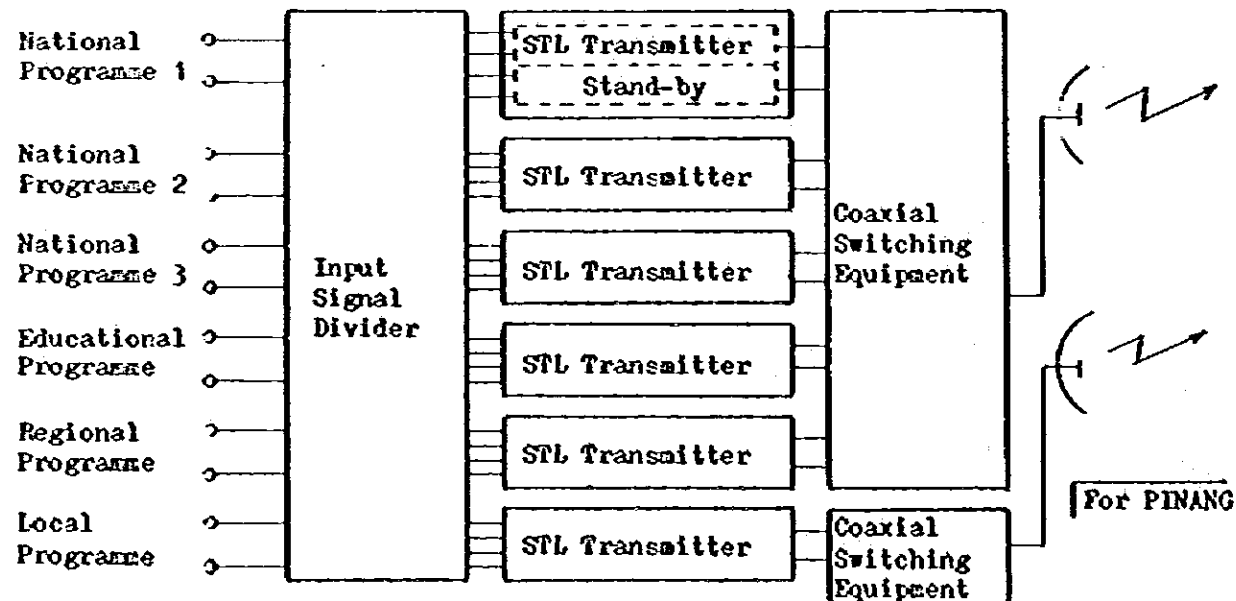 National
Programme 1
National
Programme 2
National
Programme 3
Educational
Programme
Regional
Programme
Local
Programme
Input
Signal
Divider
STL Transmitter
Stand-by
STL Transmitter
STL Transmitter
STL Transmitter
STL Transmitter
STL Transmitter
Coaxial
Switching
Equipment
Coaxial
Switching
Equipment
For PINANG